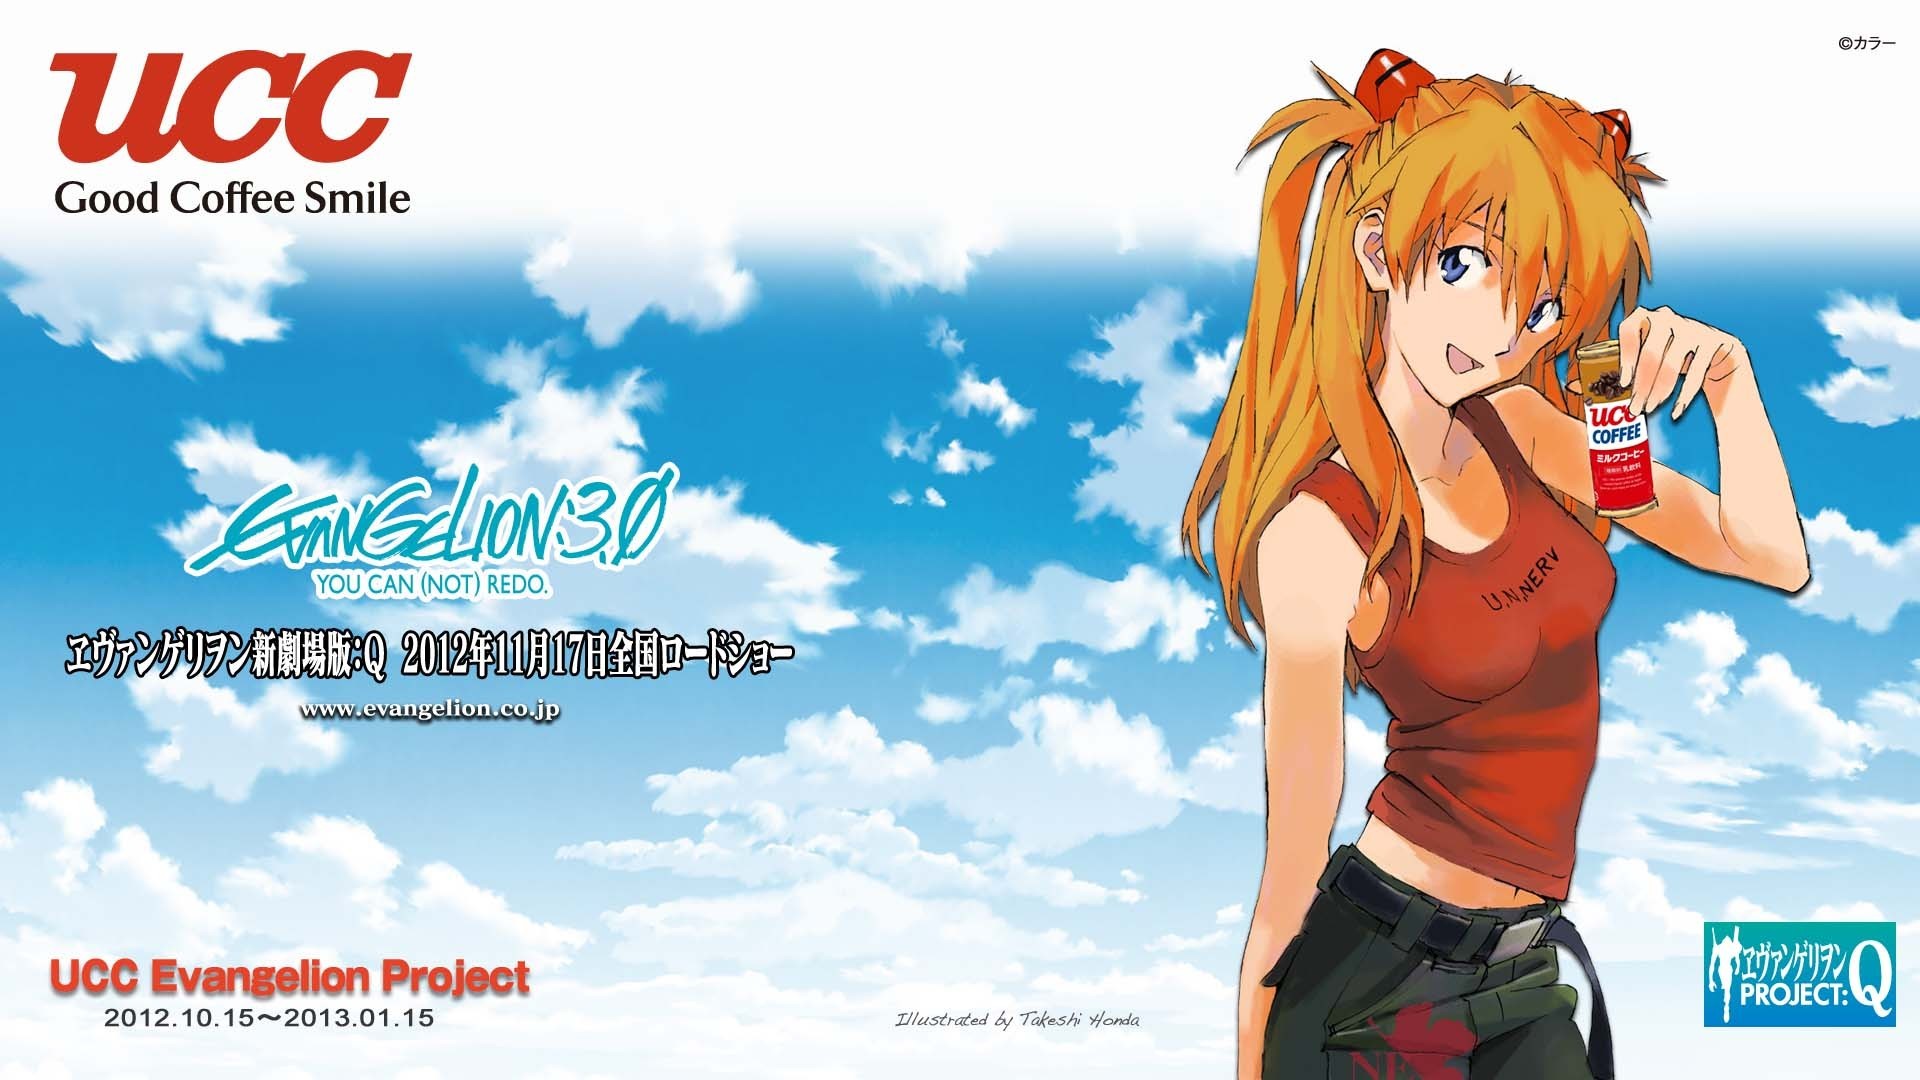 ucc
Good Coffee Smile
©カラー
ucc
COFFEE
ミルクコーヒー
乳飲料
U.N,NERV
EVANGELION:3.0
YOU CAN (NOT) REDO.
ヱヴァンゲリヲン新劇場版:Q 2012年11月17日全国ロードショー
www.evangelion.co.jp
UCC Evangelion Project
2012.10.15～2013.01.15
Illustrated by Takeshi Honda
ヱヴァンゲリヲン
PROJECT:Q